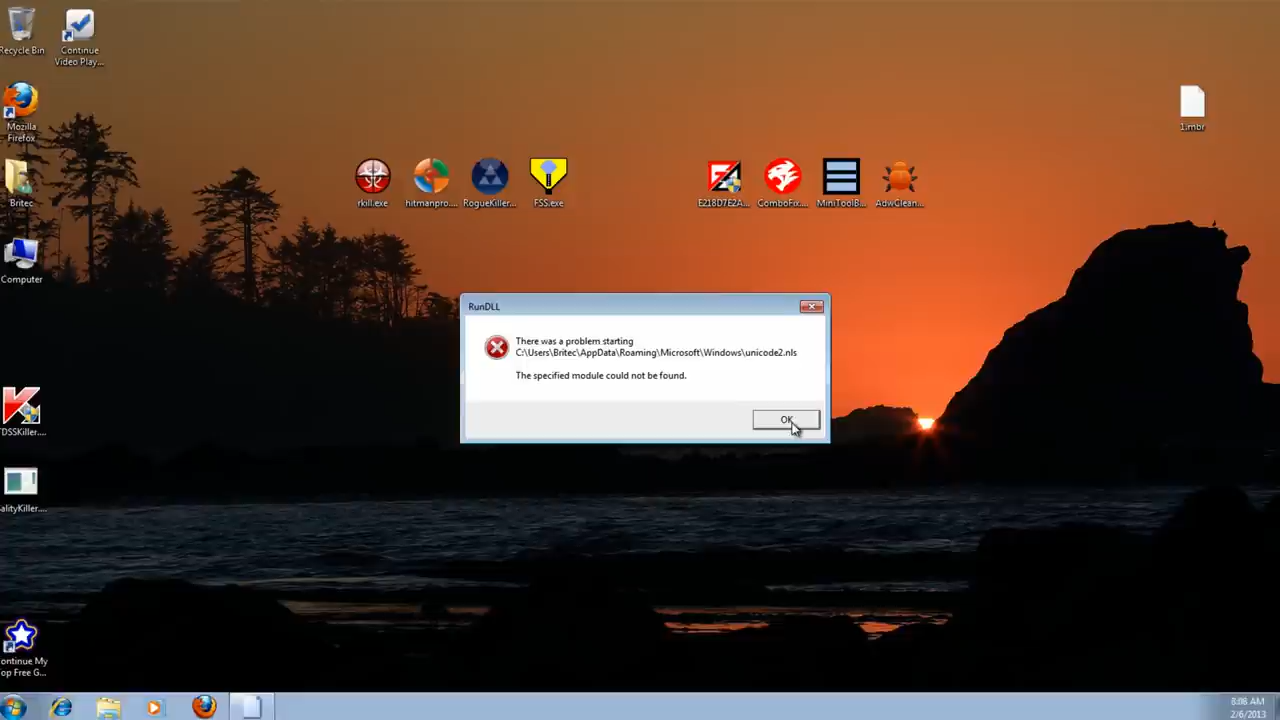 Recycle Bin
Continue
Video Play...
Mozilla
Firefox
Britec
Computer
TDSSKiller....
alityKiller....
ontinue My
op Free G...
rkill.exe
hitmanpro....
RogueKiller...
FSS.exe
E218D7E2A...
ComboFix....
MiniToolB...
AdwClean...
1.mbr
RunDLL
There was a problem starting
C:\Users\Britec\AppData\Roaming\Microsoft\Windows\unicode2.nls
The specified module could not be found.
OK
8:08 AM
2/6/2013